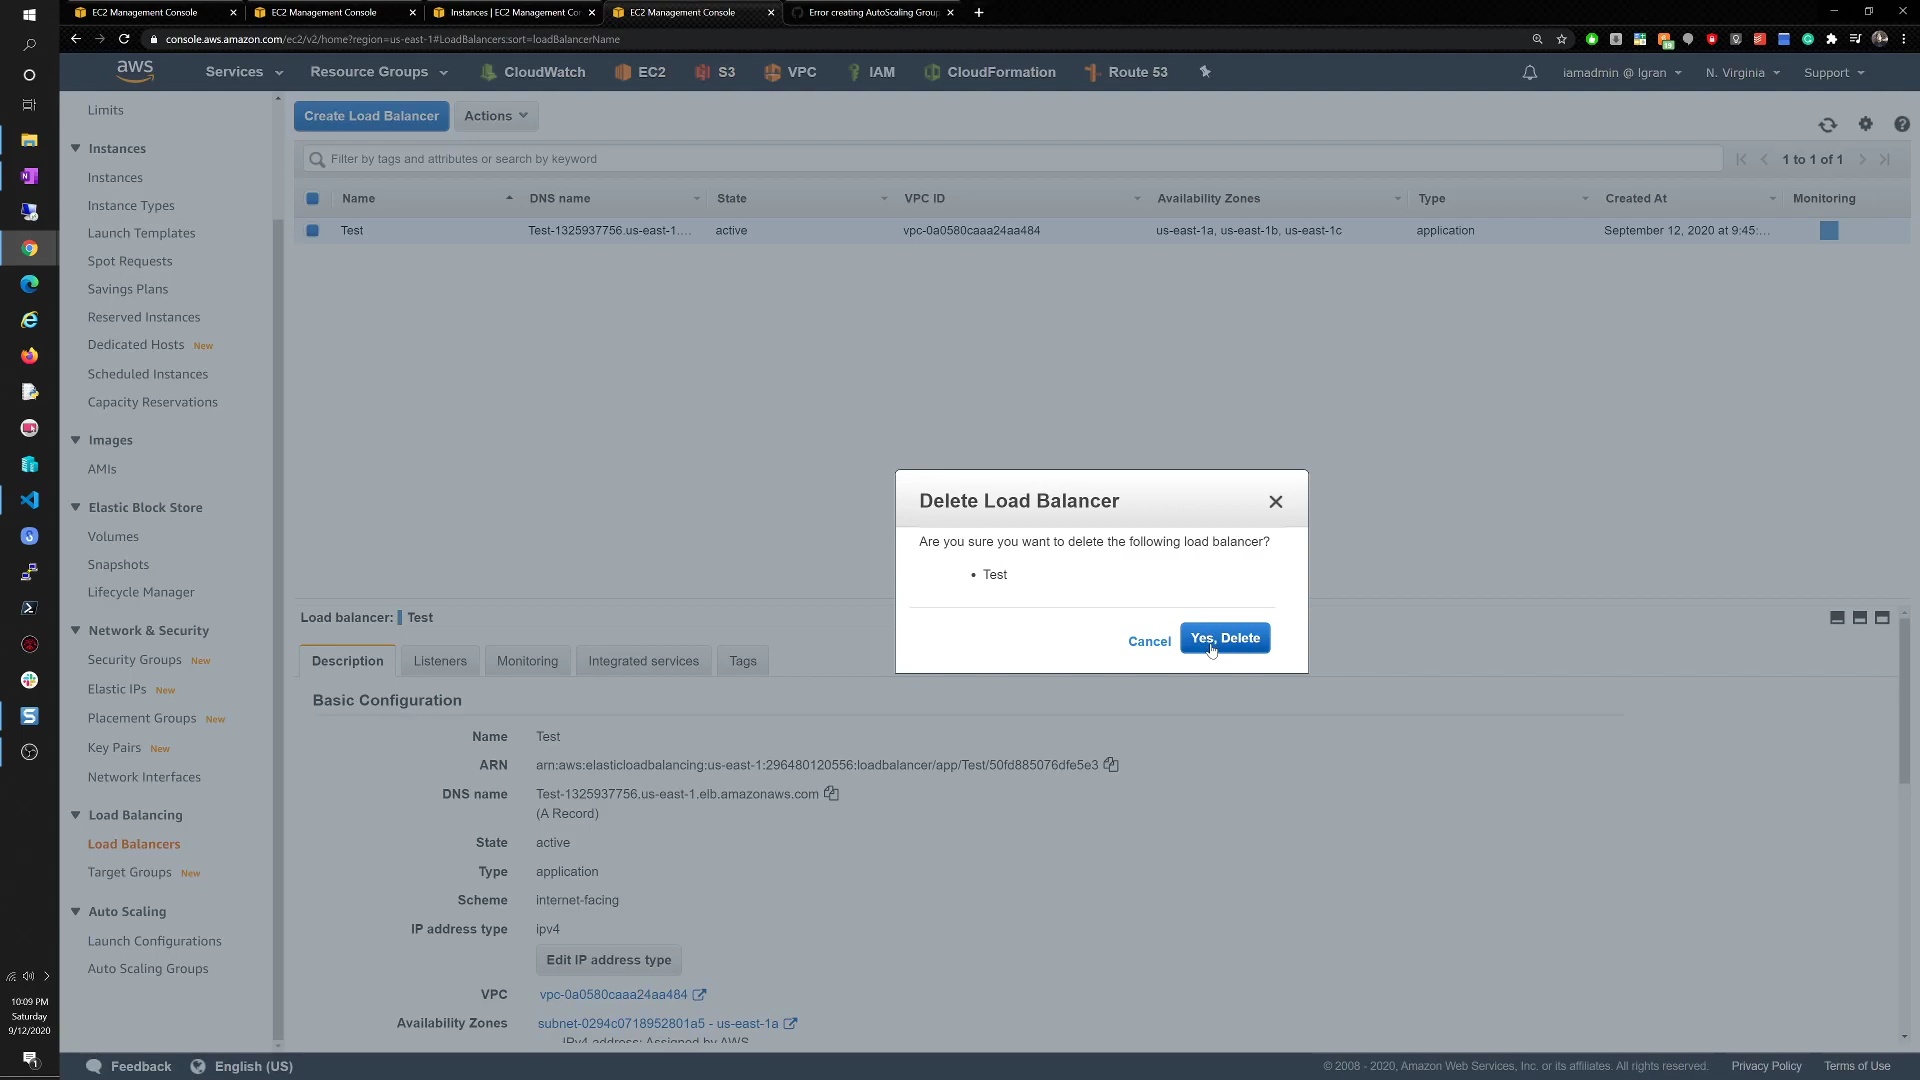 EC2 Management Console
EC2 Management Console
Instances | EC2 Management Co
EC2 Management Console
Error creating AutoScaling Group
console.aws.amazon.com/ec2/v2/home?region=us-east-1#LoadBalancers:sort=loadBalancerName
aws
Services
Resource Groups
CloudWatch
EC2
S3
VPC
IAM
CloudFormation
Route 53
iamadmin @ lgran
N. Virginia
Support
Limits
Instances
Instances
Instance Types
Launch Templates
Spot Requests
Savings Plans
Reserved Instances
Dedicated Hosts New
Scheduled Instances
Capacity Reservations
Images
AMIs
Elastic Block Store
Volumes
Snapshots
Lifecycle Manager
Network & Security
Security Groups New
Elastic IPs New
Placement Groups New
Key Pairs New
Network Interfaces
Load Balancing
Load Balancers
Target Groups New
Auto Scaling
Launch Configurations
Auto Scaling Groups
Create Load Balancer
Actions
Filter by tags and attributes or search by keyword
1 to 1 of 1
Name DNS name State VPC ID Availability Zones Type Created At Monitoring
Test Test-1325937756.us-east-1.... active vpc-0a0580caaa24aa484 us-east-1a, us-east-1b, us-east-1c application September 12, 2020 at 9:45:...
Delete Load Balancer
Are you sure you want to delete the following load balancer?
• Test
Cancel
Yes, Delete
Load balancer: Test
Description
Listeners
Monitoring
Integrated services
Tags
Basic Configuration
Name Test
ARN arn:aws:elasticloadbalancing:us-east-1:296480120556:loadbalancer/app/Test/50fd885076dfe5e3
DNS name Test-1325937756.us-east-1.elb.amazonaws.com
(A Record)
State active
Type application
Scheme internet-facing
IP address type ipv4
Edit IP address type
VPC vpc-0a0580caaa24aa484
Availability Zones subnet-0294c0718952801a5 - us-east-1a
IPv4 address: Assigned by AWS
10:09 PM
Saturday
9/12/2020
Feedback
English (US)
© 2008 - 2020, Amazon Web Services, Inc. or its affiliates. All rights reserved.
Privacy Policy
Terms of Use